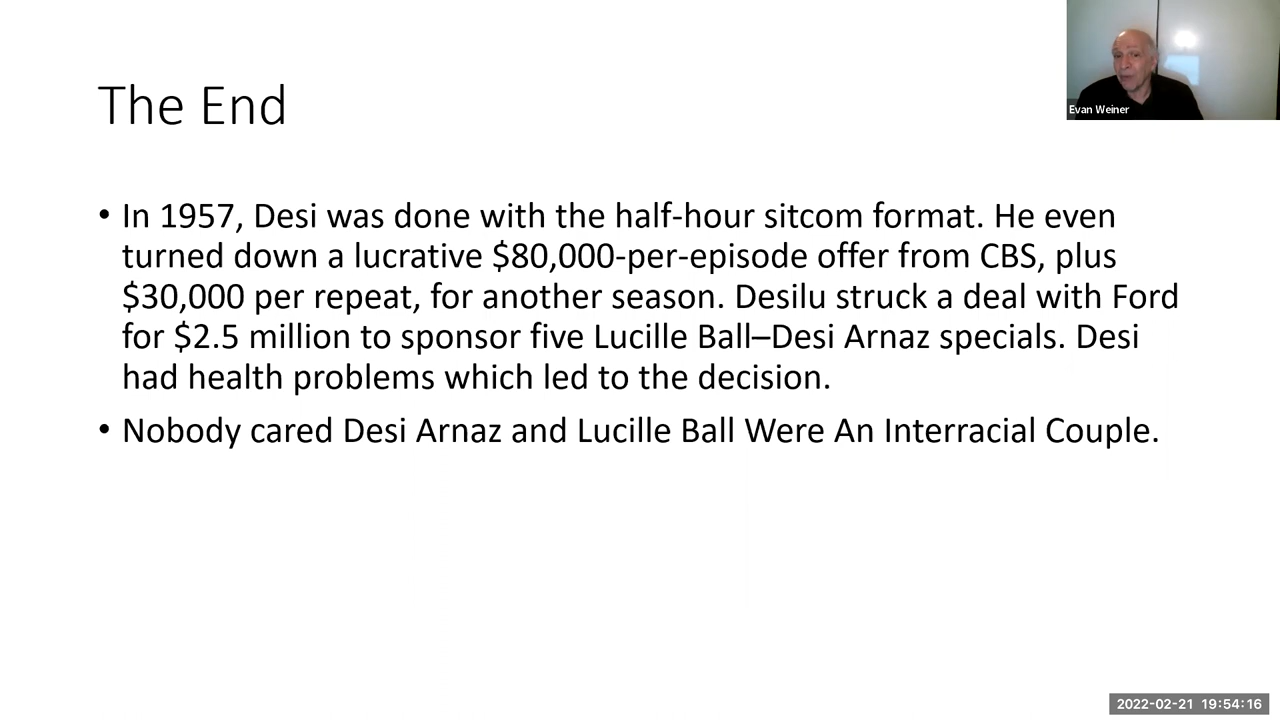 Evan Weiner
The End
• In 1957, Desi was done with the half-hour sitcom format. He even
turned down a lucrative $80,000-per-episode offer from CBS, plus
$30,000 per repeat, for another season. Desilu struck a deal with Ford
for $2.5 million to sponsor five Lucille Ball–Desi Arnaz specials. Desi
had health problems which led to the decision.
• Nobody cared Desi Arnaz and Lucille Ball Were An Interracial Couple.
2022-02-21 19:54:16